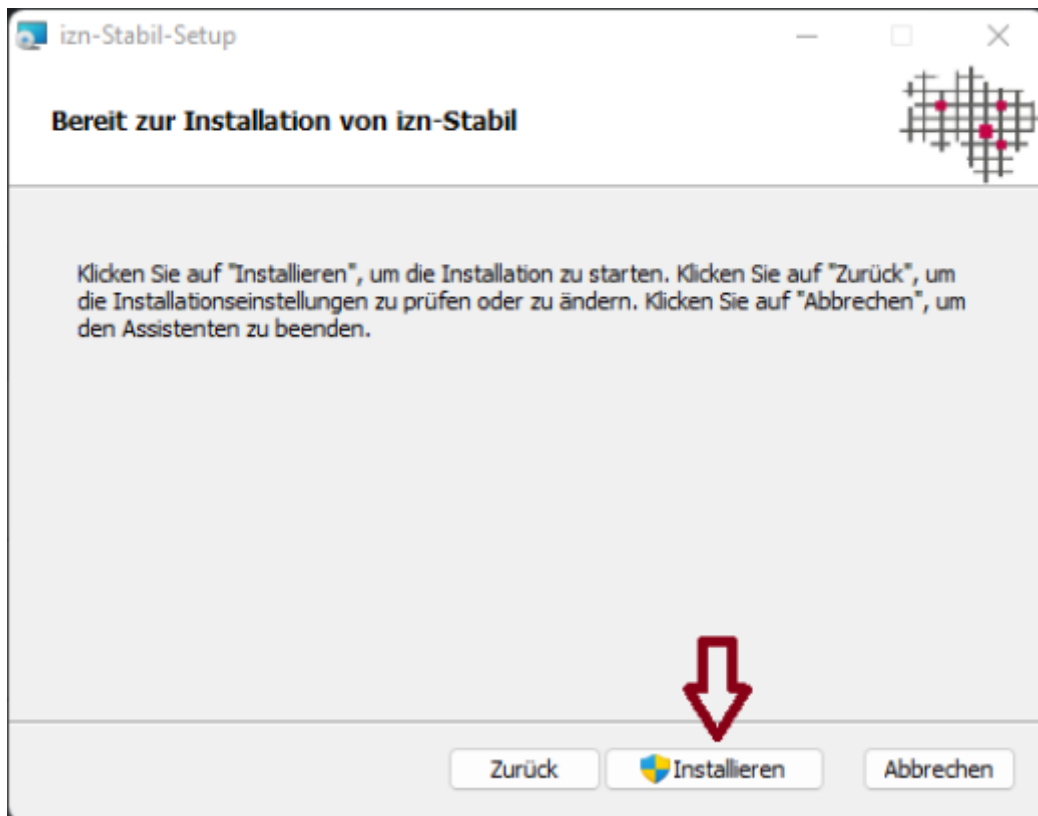 izn-Stabil-Setup
Bereit zur Installation von izn-Stabil
Klicken Sie auf "Installieren", um die Installation zu starten. Klicken Sie auf "Zurück", um
die Installationseinstellungen zu prüfen oder zu ändern. Klicken Sie auf "Abbrechen", um
den Assistenten zu beenden.
Zurück Installieren Abbrechen